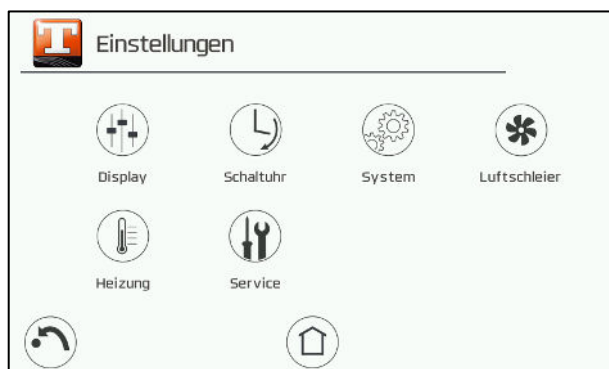 T Einstellungen
Display Schaltuhr System Luftschleier
Heizung Service